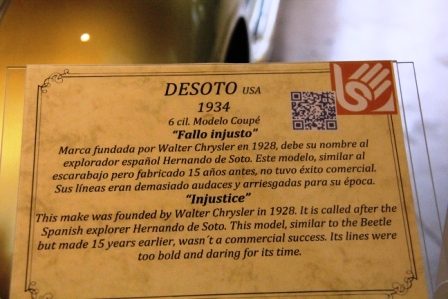 DESOTO USA
1934
6 cil. Modelo Coupé
“Fallo injusto”
Marca fundada por Walter Chrysler en 1928, debe su nombre al
explorador español Hernando de Soto. Este modelo, similar al
escarabajo pero fabricado 15 años antes, no tuvo éxito comercial.
Sus líneas eran demasiado audaces y arriesgadas para su época.
“Injustice”
This make was founded by Walter Chrysler in 1928. It is called after the
Spanish explorer Hernando de Soto. This model, similar to the Beetle
but made 15 years earlier, wasn´t a commercial success. Its lines were
too bold and daring for its time.